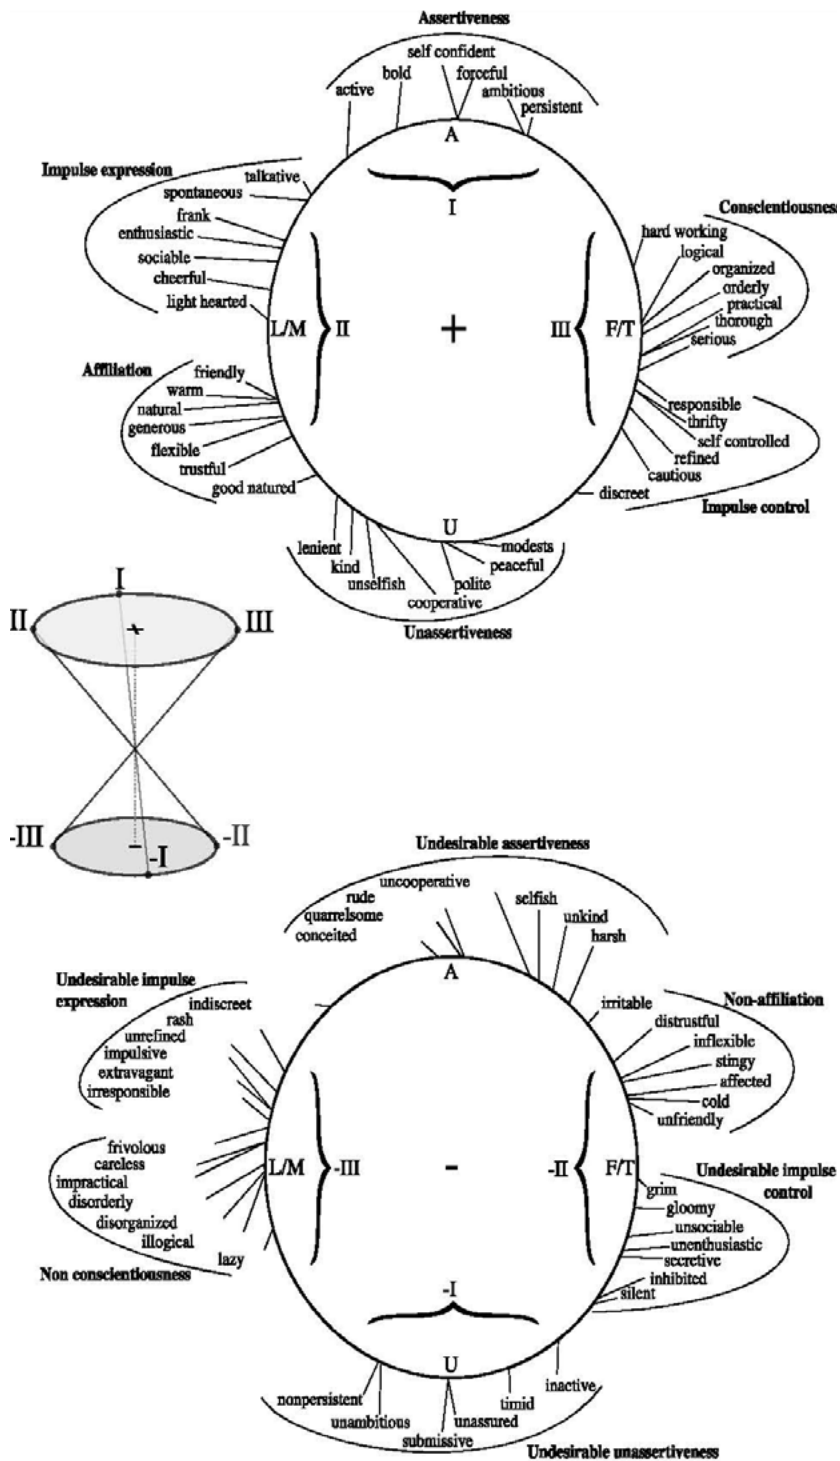 Assertiveness
self confident
bold
forceful
active
ambitious
persistent
A
Impulse expression
talkative
spontaneous
frank
enthusiastic
sociable
cheerful
light hearted
I
Conscientiousness
hard working
logical
organized
orderly
practical
thorough
serious
L/M
II
+
III
F/T
Affiliation
friendly
warm
natural
generous
flexible
trustful
good natured
responsible
thrifty
self controlled
refined
cautious
discreet
Impulse control
U
lenient
kind
unselfish
cooperative
polite
peaceful
modests
Unassertiveness
I
II
+
III
-III
-
-I
-II
Undesirable assertiveness
uncooperative
rude
quarrelsome
conceited
selfish
unkind
harsh
A
Undesirable impulse
expression
indiscreet
rash
unrefined
impulsive
extravagant
irresponsible
irritable
Non-affiliation
distrustful
inflexible
stingy
affected
cold
unfriendly
frivolous
careless
impractical
disorderly
disorganized
illogical
lazy
Non conscientiousness
L/M
-III
-
-II
F/T
Undesirable impulse
control
grim
gloomy
unsociable
unenthusiastic
secretive
inhibited
silent
-I
U
nonpersistent
unambitious
submissive
unassured
timid
inactive
Undesirable unassertiveness